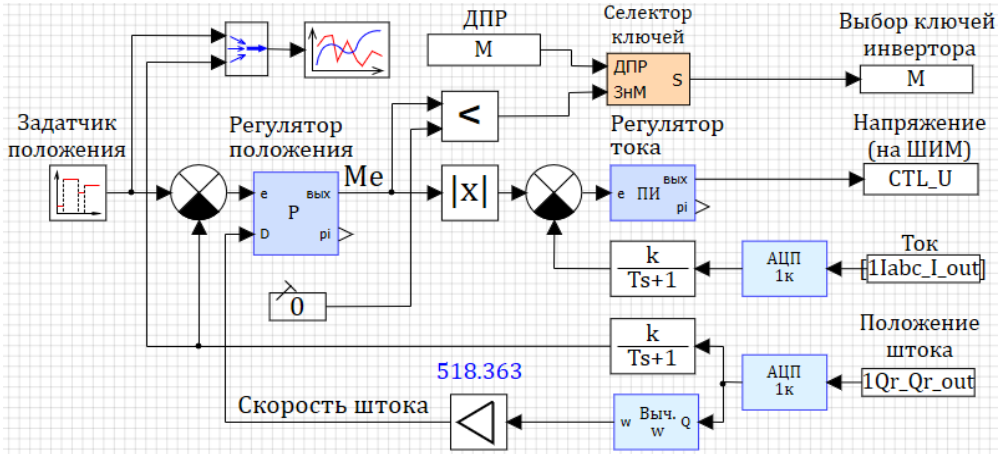 ДПР
M
Селектор
ключей
ДПР
ЗнМ
S
Выбор ключей
инвертора
M
Задатчик
положения
Регулятор
положения
e
вых
P
D
pi
Me
<
0
|x|
Регулятор
тока
e
вых
ПИ
pi
Напряжение
(на ШИМ)
CTL_U
k
Ts+1
АЦП
1к
Ток
[1Iabc_I_out]
k
Ts+1
АЦП
1к
Положение
штока
1Qr_Qr_out
518.363
Скорость штока
w
Выч.
w
Q